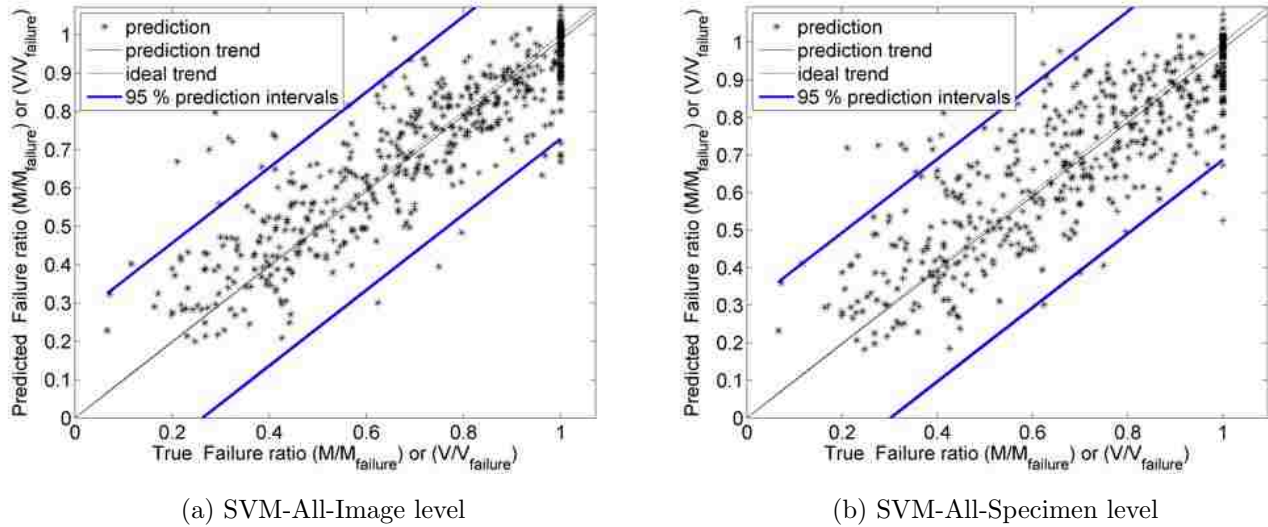 prediction
prediction trend
ideal trend
95 % prediction intervals
Predicted Failure ratio (M/M_failure) or (V/V_failure)
1
0.9
0.8
0.7
0.6
0.5
0.4
0.3
0.2
0.1
0
0 0.2 0.4 0.6 0.8 1
True Failure ratio (M/M_failure) or (V/V_failure)
(a) SVM-All-Image level
prediction
prediction trend
ideal trend
95 % prediction intervals
Predicted Failure ratio (M/M_failure) or (V/V_failure)
1
0.9
0.8
0.7
0.6
0.5
0.4
0.3
0.2
0.1
0
0 0.2 0.4 0.6 0.8 1
True Failure ratio (M/M_failure) or (V/V_failure)
(b) SVM-All-Specimen level